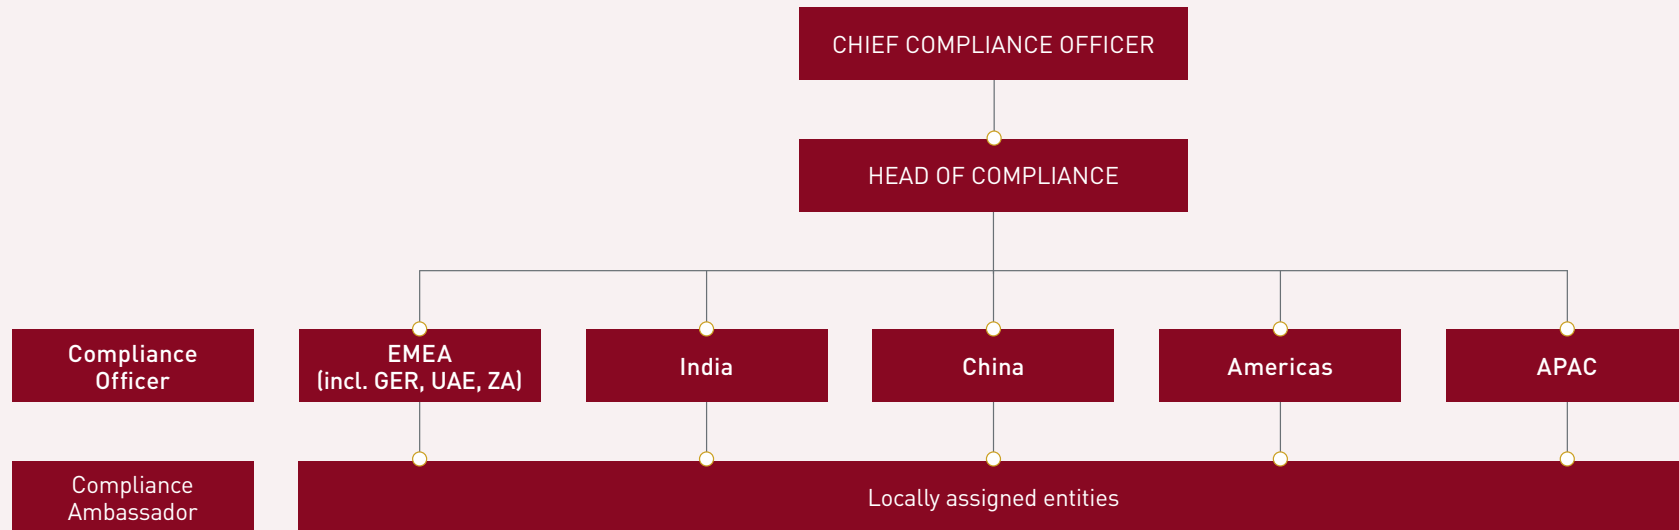 CHIEF COMPLIANCE OFFICER
HEAD OF COMPLIANCE
Compliance
Officer
EMEA
(incl. GER, UAE, ZA)
India
China
Americas
APAC
Compliance
Ambassador
Locally assigned entities